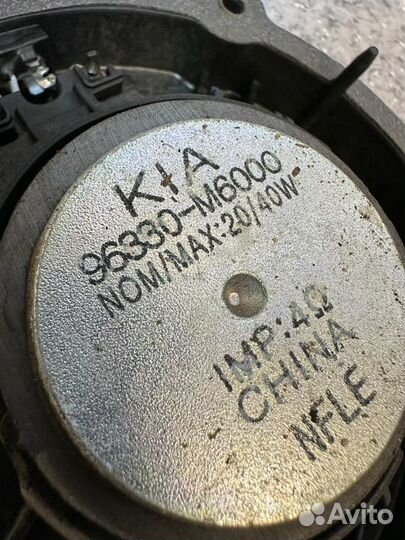 KIA
96330-M6000
NOM/MAX:20/40W
IMP:4Ω
CHINA
NFLE
Avito